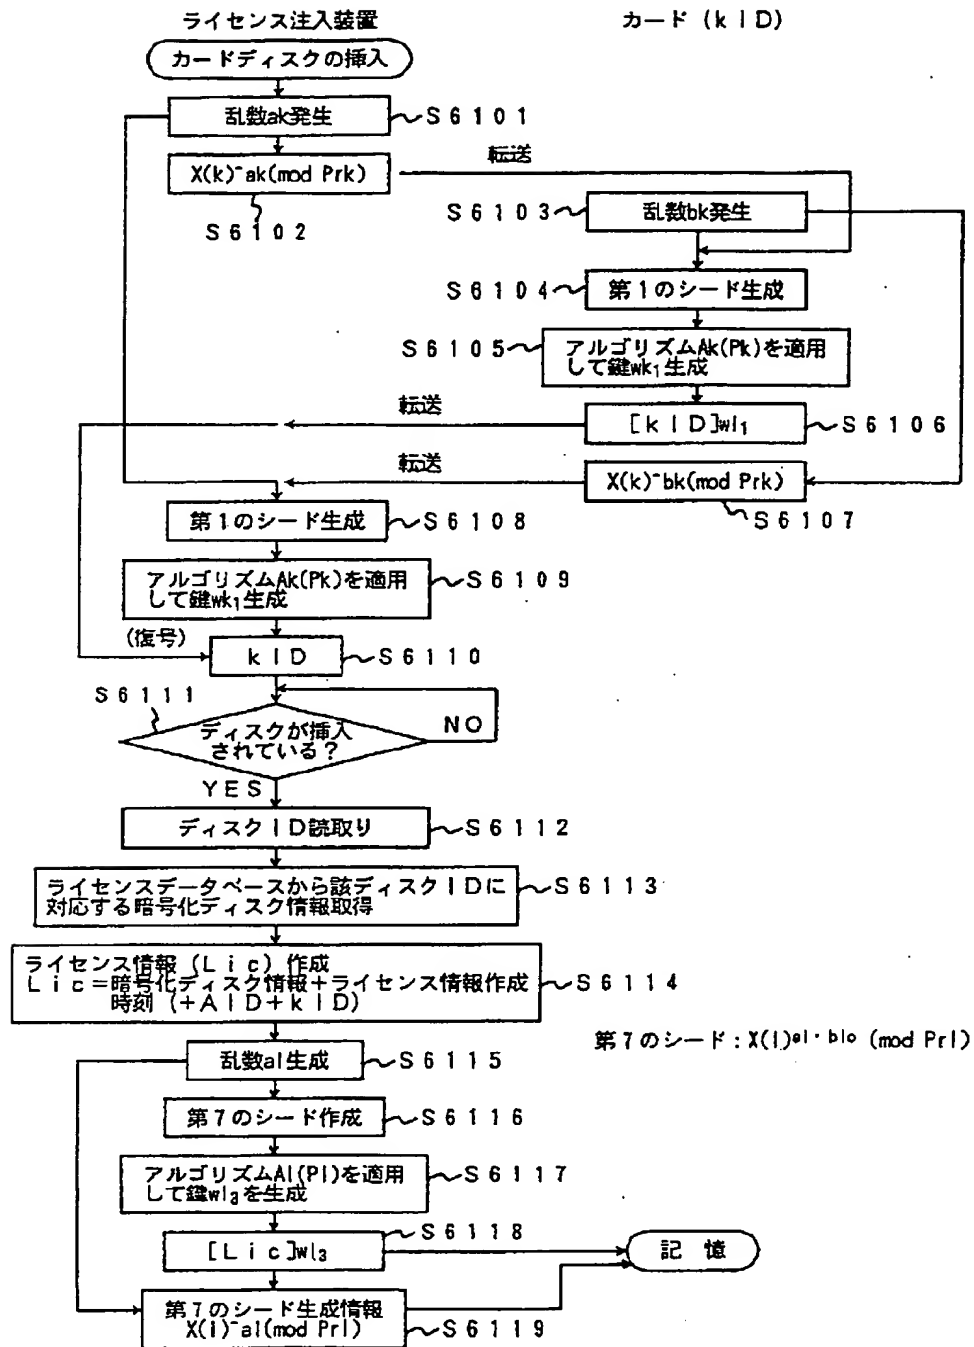 ライセンス注入装置
カード (kID)
カードディスクの挿入
乱数ak発生
S6101
転送
X(k)^ak(mod Prk)
S6102
S6103
乱数bk発生
S6104
第1のシード生成
S6105
アルゴリズムAk(Pk)を適用
して鍵wk₁生成
転送
[kID]wl₁
S6106
転送
X(k)^bk(mod Prk)
S6107
第1のシード生成
S6108
アルゴリズムAk(Pk)を適用
して鍵wk₁生成
S6109
(復号)
kID
S6110
S6111
ディスクが挿入
されている?
NO
YES
ディスクID読取り
S6112
ライセンスデータベースから該ディスクIDに
対応する暗号化ディスク情報取得
S6113
ライセンス情報 (Lic) 作成
Lic=暗号化ディスク情報+ライセンス情報作成
時刻 (+AID+kID)
S6114
第7のシード:X(l)^al·blo (mod Prl)
乱数al生成
S6115
第7のシード作成
S6116
アルゴリズムAl(Pl)を適用
して鍵wl₃を生成
S6117
[Lic]wl₃
S6118
記憶
第7のシード生成情報
X(l)^al(mod Prl)
S6119